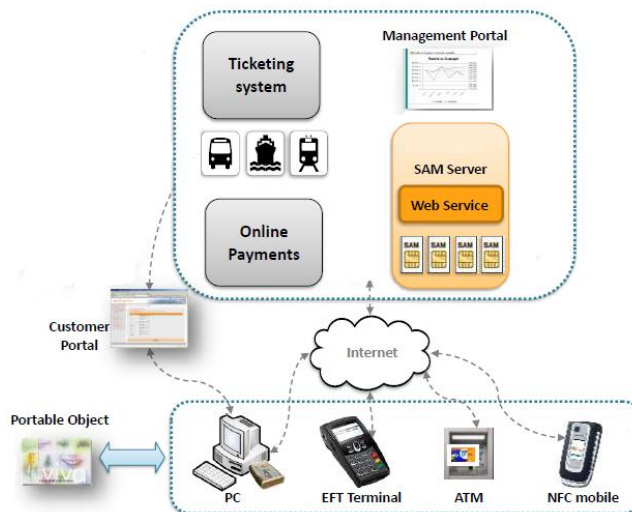 Management Portal
Ticketing
system
SAM Server
Web Service
SAM SAM SAM SAM
Online
Payments
Customer
Portal
Internet
Portable Object
viva
PC
EFT Terminal
ATM
NFC mobile